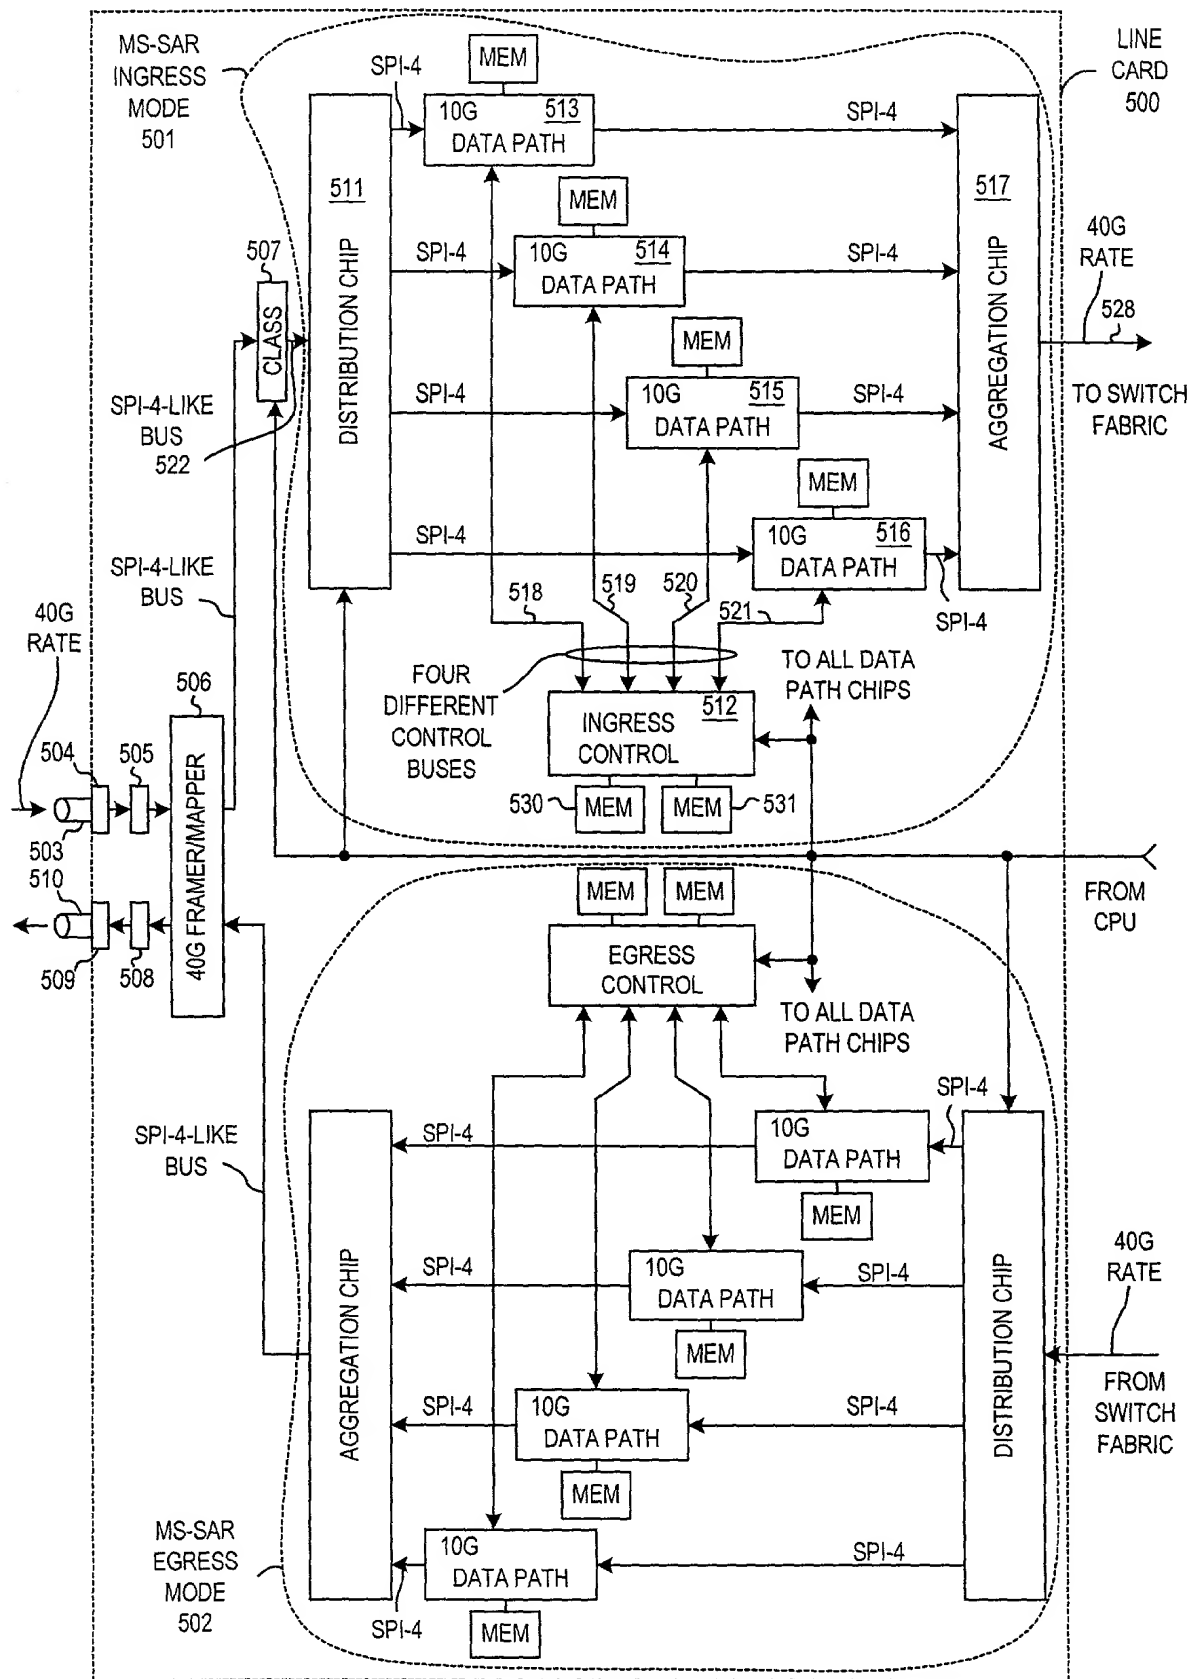 MS-SAR
INGRESS
MODE
501
LINE
CARD
500
SPI-4
MEM
10G
513
DATA PATH
SPI-4
511
DISTRIBUTION CHIP
517
AGGREGATION CHIP
MEM
SPI-4
10G
514
DATA PATH
SPI-4
507
CLASS
40G
RATE
528
TO SWITCH
FABRIC
MEM
SPI-4
10G
515
DATA PATH
SPI-4
SPI-4-LIKE
BUS
522
MEM
SPI-4
10G
516
DATA PATH
SPI-4
SPI-4-LIKE
BUS
518
519
520
521
40G
RATE
FOUR
DIFFERENT
CONTROL
BUSES
TO ALL DATA
PATH CHIPS
512
INGRESS
CONTROL
530
MEM
MEM
531
506
504
505
503
40G FRAMER/MAPPER
510
509
508
FROM
CPU
MEM
MEM
EGRESS
CONTROL
TO ALL DATA
PATH CHIPS
SPI-4
SPI-4
10G
DATA PATH
MEM
SPI-4-LIKE
BUS
AGGREGATION CHIP
DISTRIBUTION CHIP
SPI-4
10G
DATA PATH
MEM
SPI-4
40G
RATE
FROM
SWITCH
FABRIC
SPI-4
10G
DATA PATH
MEM
SPI-4
MS-SAR
EGRESS
MODE
502
SPI-4
10G
DATA PATH
MEM
SPI-4